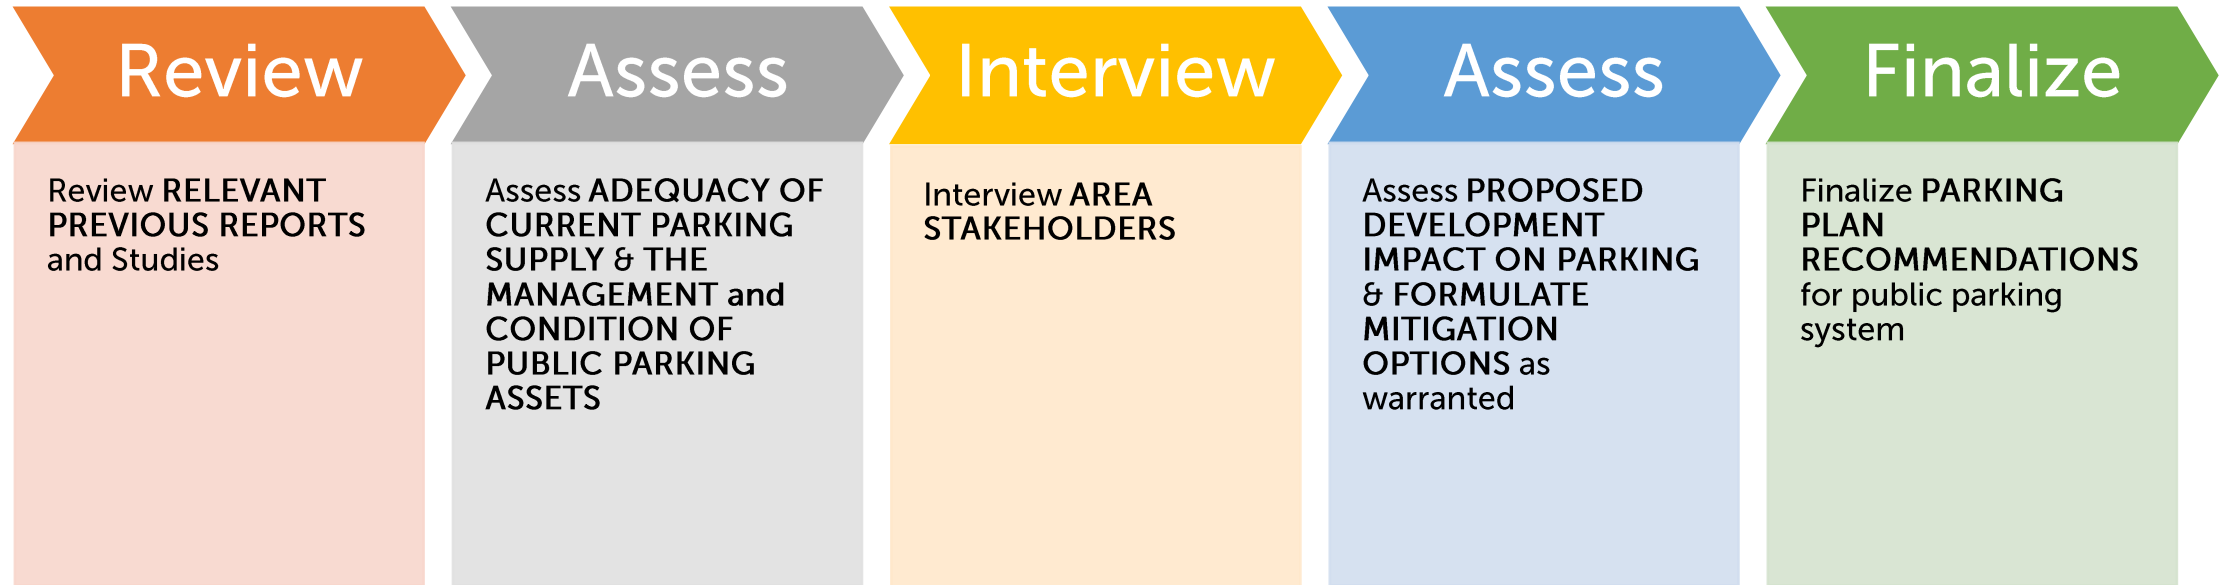 Review
Review RELEVANT
PREVIOUS REPORTS
and Studies
Assess
Assess ADEQUACY OF
CURRENT PARKING
SUPPLY & THE
MANAGEMENT and
CONDITION OF
PUBLIC PARKING
ASSETS
Interview
Interview AREA
STAKEHOLDERS
Assess
Assess PROPOSED
DEVELOPMENT
IMPACT ON PARKING
& FORMULATE
MITIGATION
OPTIONS as
warranted
Finalize
Finalize PARKING
PLAN
RECOMMENDATIONS
for public parking
system